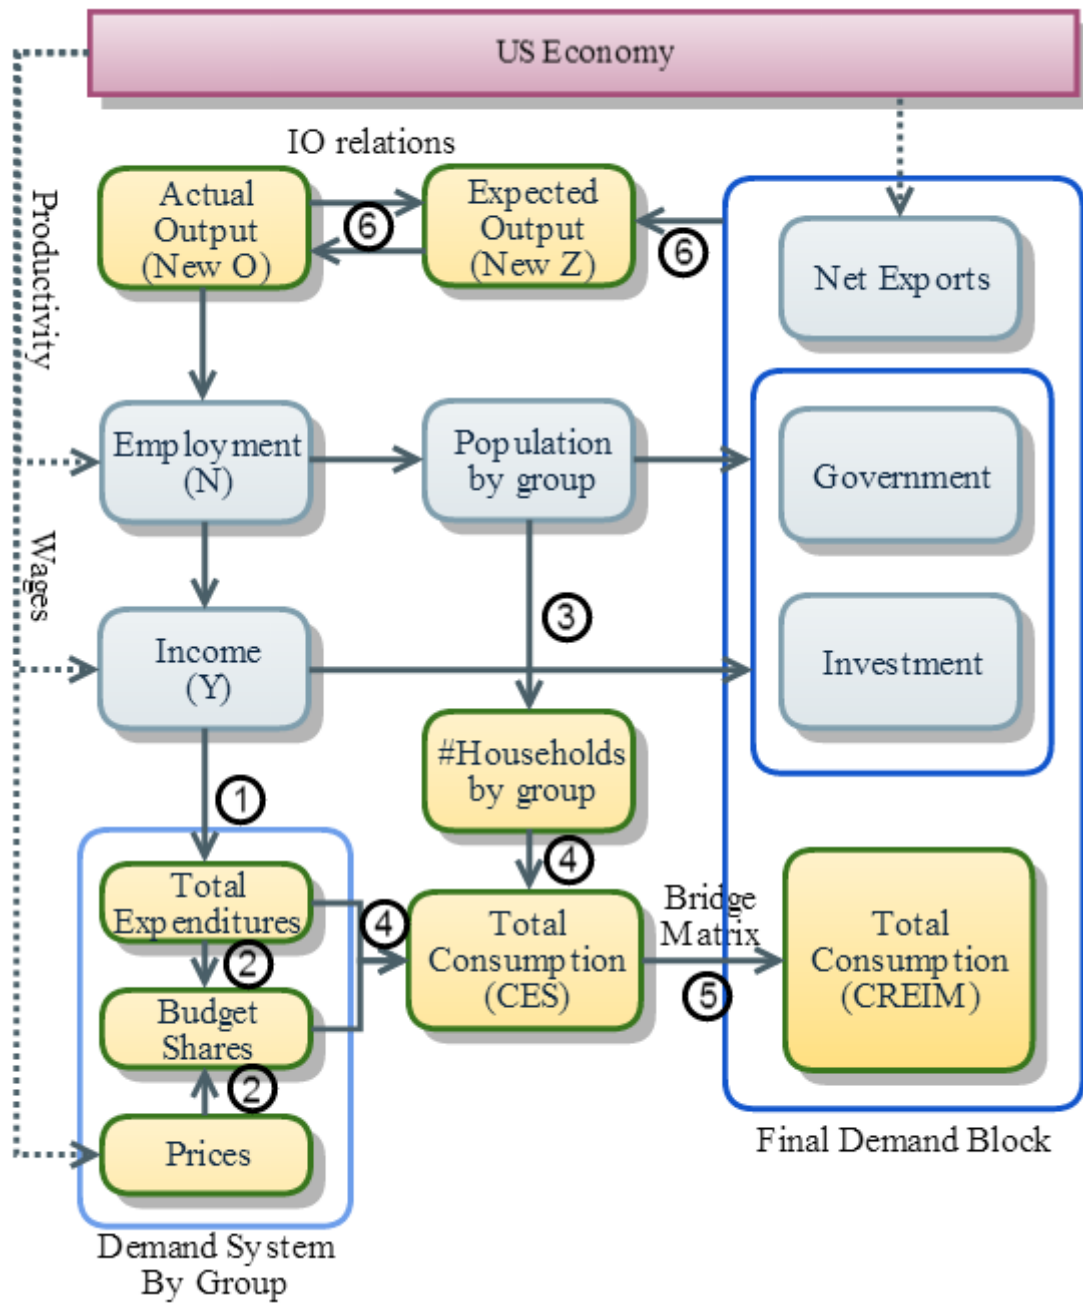 US Economy
IO relations
Actual
Output
(New O)
6
Expected
Output
(New Z)
6
Net Exports
Productivity
Employment
(N)
Population
by group
Government
Wages
Income
(Y)
3
Investment
#Households
by group
1
4
Total
Expenditures
2
4
Budget
Shares
2
Prices
Total
Consumption
(CES)
Bridge
Matrix
5
Total
Consumption
(CREIM)
Final Demand Block
Demand System
By Group